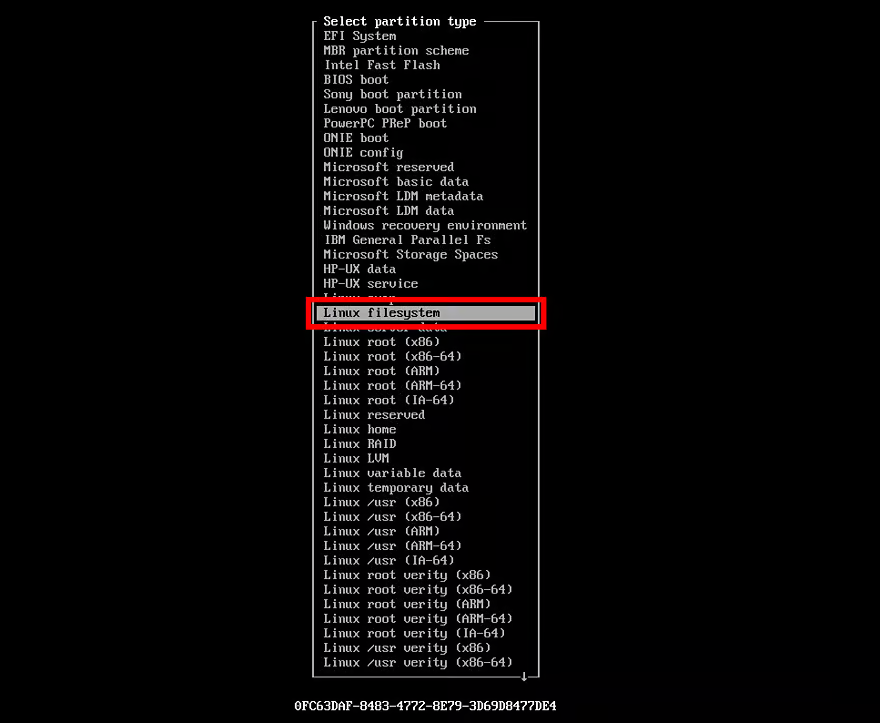 Select partition type
EFI System
MBR partition scheme
Intel Fast Flash
BIOS boot
Sony boot partition
Lenovo boot partition
PowerPC PReP boot
ONIE boot
ONIE config
Microsoft reserved
Microsoft basic data
Microsoft LDM metadata
Microsoft LDM data
Windows recovery environment
IBM General Parallel Fs
Microsoft Storage Spaces
HP-UX data
HP-UX service
Linux swap
Linux filesystem
Linux server data
Linux root (x86)
Linux root (x86-64)
Linux root (ARM)
Linux root (ARM-64)
Linux root (IA-64)
Linux reserved
Linux home
Linux RAID
Linux LVM
Linux variable data
Linux temporary data
Linux /usr (x86)
Linux /usr (x86-64)
Linux /usr (ARM)
Linux /usr (ARM-64)
Linux /usr (IA-64)
Linux root verity (x86)
Linux root verity (x86-64)
Linux root verity (ARM)
Linux root verity (ARM-64)
Linux root verity (IA-64)
Linux /usr verity (x86)
Linux /usr verity (x86-64)
0FC63DAF-8483-4772-8E79-3D69D8477DE4